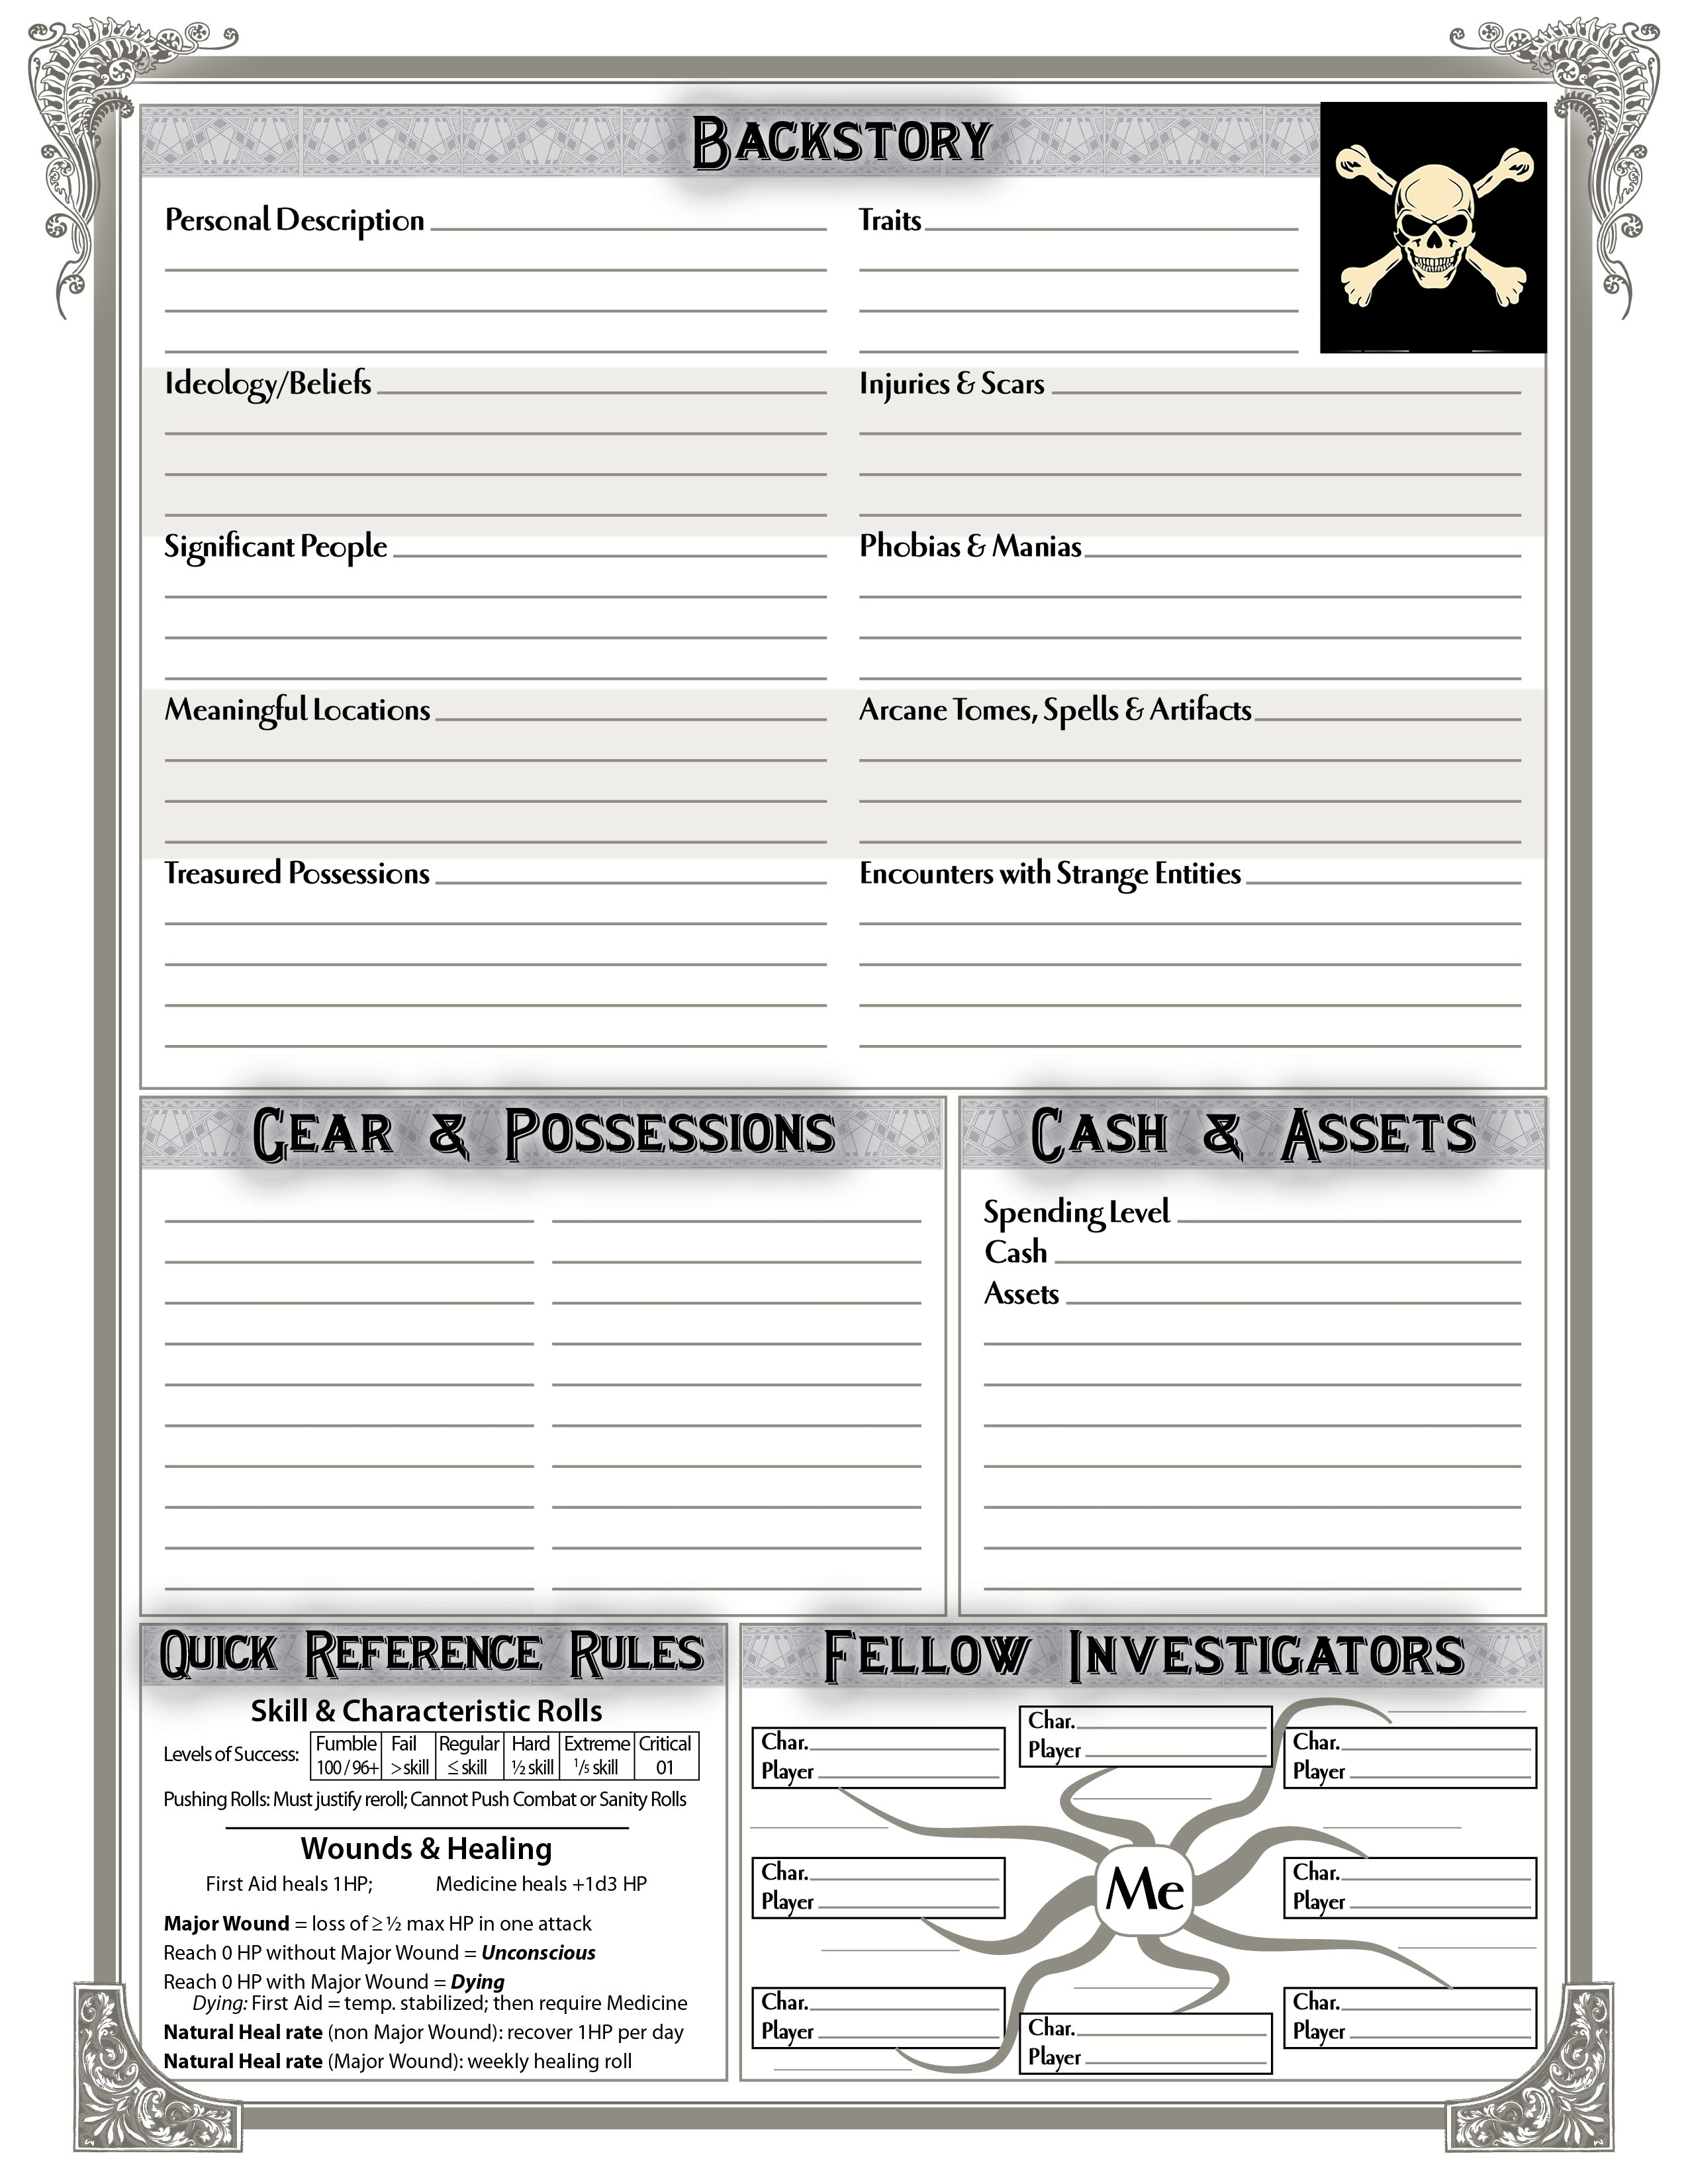 Backstory
Personal Description
Traits
Ideology/Beliefs
Injuries & Scars
Significant People
Phobias & Manias
Meaningful Locations
Arcane Tomes, Spells & Artifacts
Treasured Possessions
Encounters with Strange Entities
Gear & Possessions
Cash & Assets
Spending Level
Cash
Assets
Quick Reference Rules
Skill & Characteristic Rolls
Levels of Success:
Fumble Fail Regular Hard Extreme Critical
100 / 96+ > skill ≤ skill ½ skill 1/5 skill 01
Pushing Rolls: Must justify reroll; Cannot Push Combat or Sanity Rolls
Wounds & Healing
First Aid heals 1HP; Medicine heals +1d3 HP
Major Wound = loss of ≥ ½ max HP in one attack
Reach 0 HP without Major Wound = Unconscious
Reach 0 HP with Major Wound = Dying
Dying: First Aid = temp. stabilized; then require Medicine
Natural Heal rate (non Major Wound): recover 1HP per day
Natural Heal rate (Major Wound): weekly healing roll
Fellow Investigators
Char.
Player
Char.
Player
Char.
Player
Char.
Player
Me
Char.
Player
Char.
Player
Char.
Player
Char.
Player